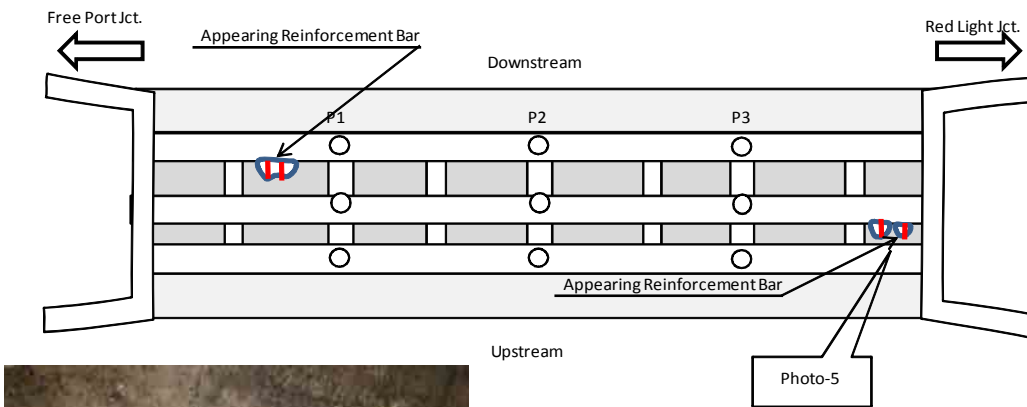 Free Port Jct.
Appearing Reinforcement Bar
Red Light Jct.
Downstream
P1
P2
P3
Appearing Reinforcement Bar
Upstream
Photo-5